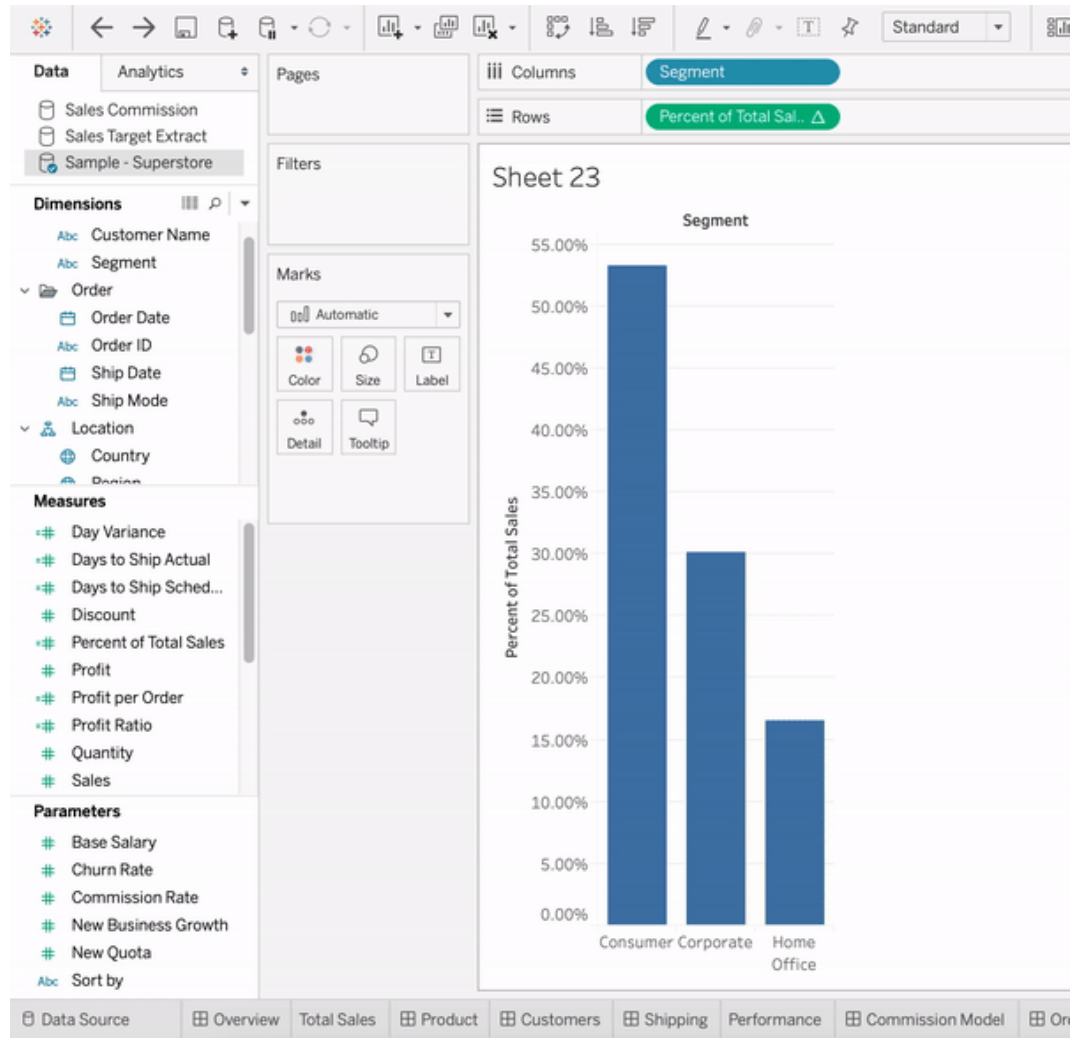 Standard
Data
Analytics
Sales Commission
Sales Target Extract
Sample - Superstore
Dimensions
Abc Customer Name
Abc Segment
Order
Order Date
Abc Order ID
Ship Date
Abc Ship Mode
Location
Country
Region
Measures
Day Variance
Days to Ship Actual
Days to Ship Sched...
Discount
Percent of Total Sales
Profit
Profit per Order
Profit Ratio
Quantity
Sales
Parameters
Base Salary
Churn Rate
Commission Rate
New Business Growth
New Quota
Abc Sort by
Pages
Filters
Marks
Automatic
Color Size Label
Detail Tooltip
Columns Segment
Rows Percent of Total Sal.. Δ
Sheet 23
Segment
55.00%
50.00%
45.00%
40.00%
35.00%
30.00%
25.00%
20.00%
15.00%
10.00%
5.00%
0.00%
Percent of Total Sales
Consumer Corporate Home
Office
Data Source Overview Total Sales Product Customers Shipping Performance Commission Model